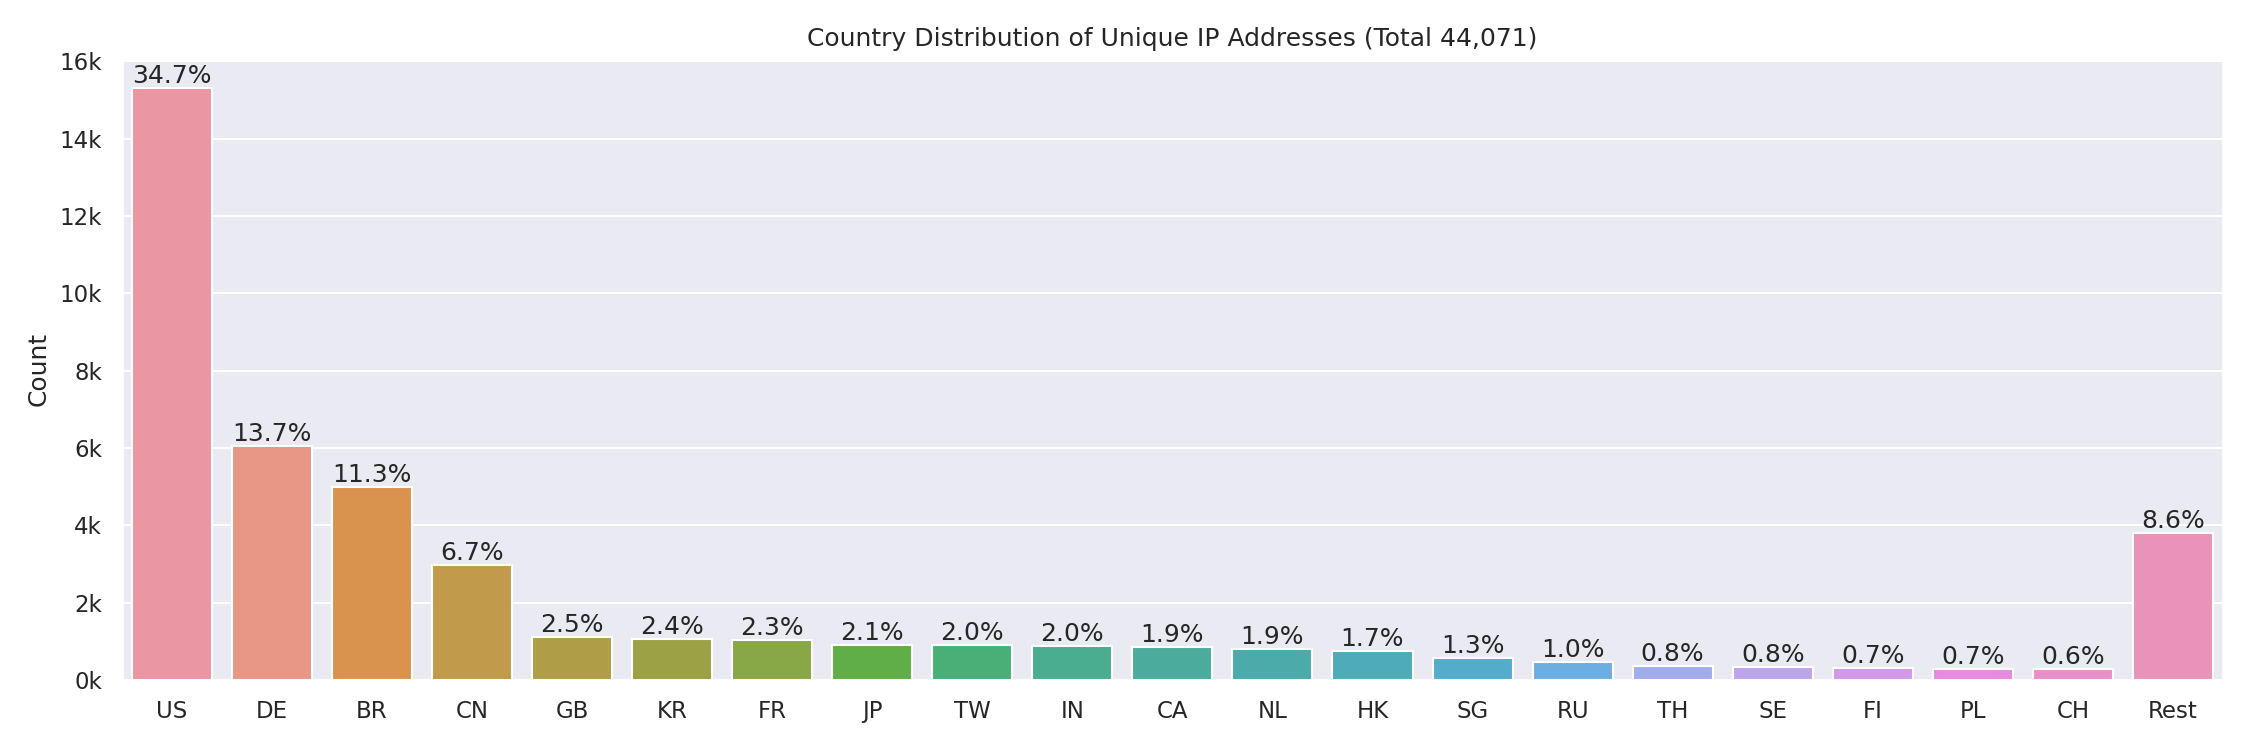 Country Distribution of Unique IP Addresses (Total 44,071)
Count
16k
14k
12k
10k
8k
6k
4k
2k
0k
34.7%
13.7%
11.3%
6.7%
2.5%
2.4%
2.3%
2.1%
2.0%
2.0%
1.9%
1.9%
1.7%
1.3%
1.0%
0.8%
0.8%
0.7%
0.7%
0.6%
8.6%
US DE BR CN GB KR FR JP TW IN CA NL HK SG RU TH SE FI PL CH Rest